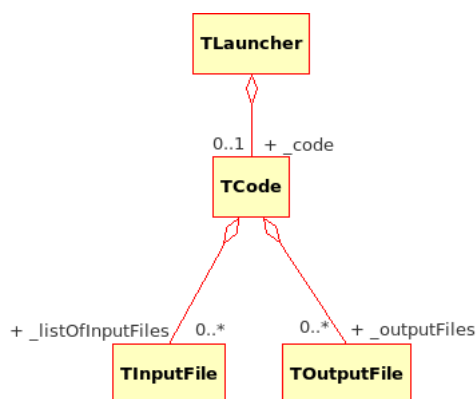 TLauncher
0..1 + _code
TCode
+ _listOfInputFiles 0..* 0..* + _outputFiles
TInputFile TOutputFile